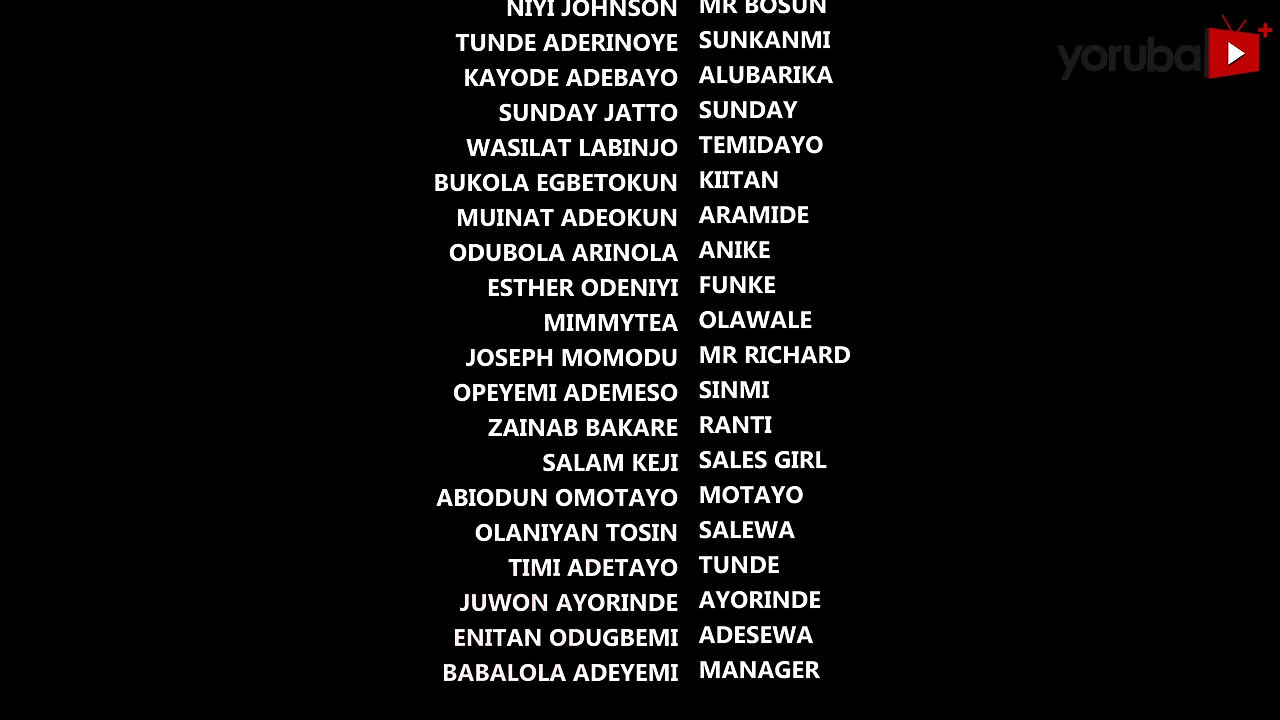 NIYI JOHNSON MR BOSUN
TUNDE ADERINOYE SUNKANMI
KAYODE ADEBAYO ALUBARIKA
SUNDAY JATTO SUNDAY
WASILAT LABINJO TEMIDAYO
BUKOLA EGBETOKUN KIITAN
MUINAT ADEOKUN ARAMIDE
ODUBOLA ARINOLA ANIKE
ESTHER ODENIYI FUNKE
MIMMYTEA OLAWALE
JOSEPH MOMODU MR RICHARD
OPEYEMI ADEMESO SINMI
ZAINAB BAKARE RANTI
SALAM KEJI SALES GIRL
ABIODUN OMOTAYO MOTAYO
OLANIYAN TOSIN SALEWA
TIMI ADETAYO TUNDE
JUWON AYORINDE AYORINDE
ENITAN ODUGBEMI ADESEWA
BABALOLA ADEYEMI MANAGER
yoruba +